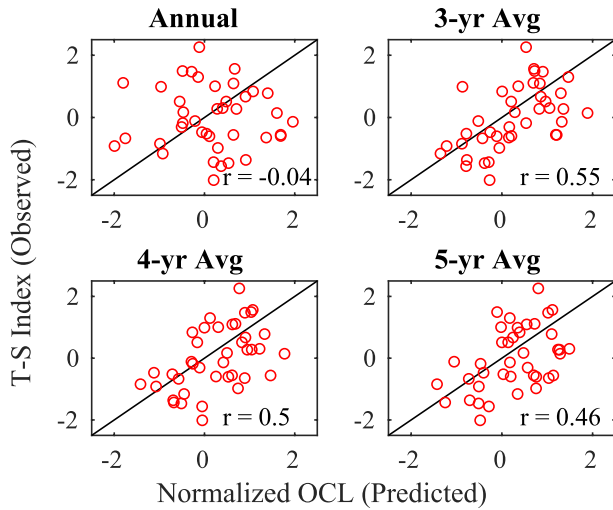 Annual
3-yr Avg
2
0
-2
r = -0.04
r = 0.55
-2 0 2
-2 0 2
4-yr Avg
5-yr Avg
2
0
-2
r = 0.5
r = 0.46
-2 0 2
-2 0 2
T-S Index (Observed)
Normalized OCL (Predicted)